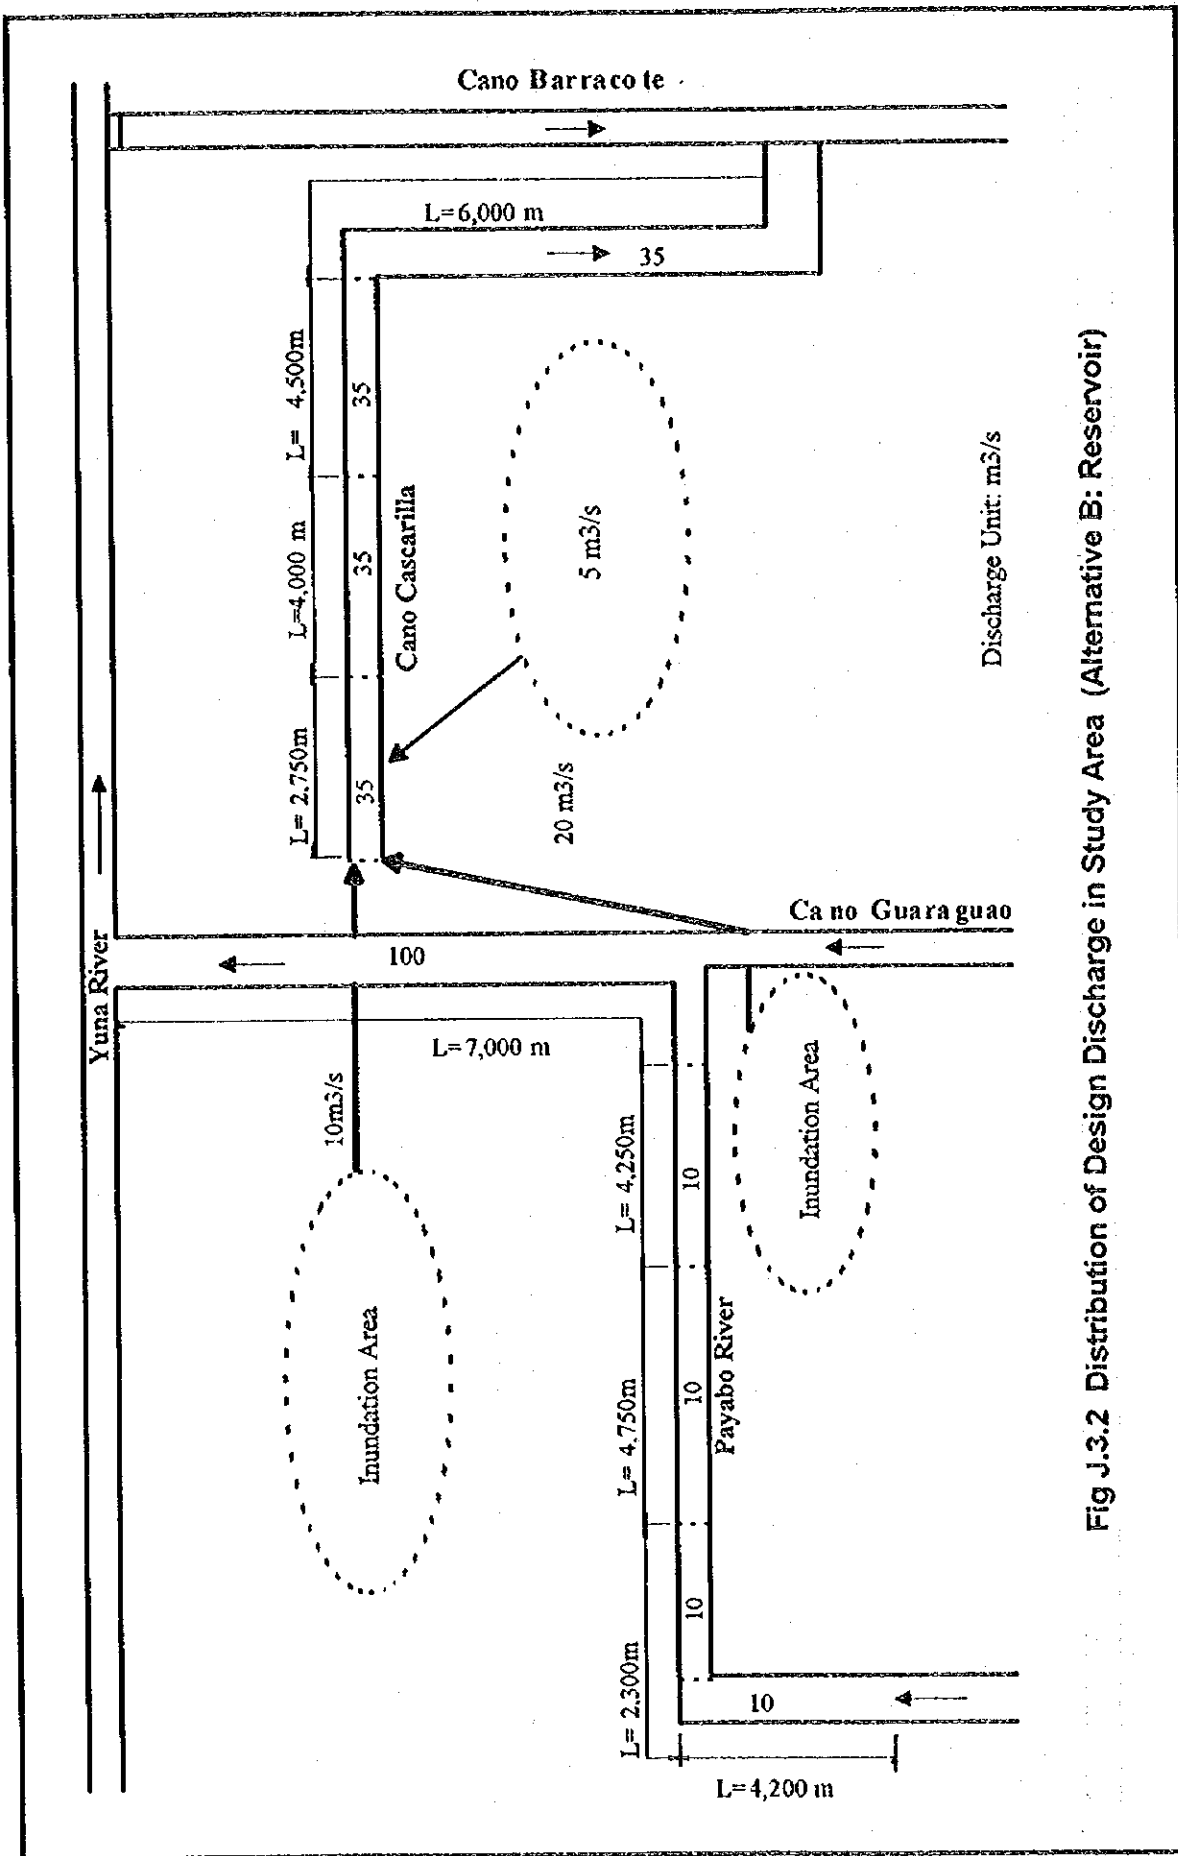 Cano Barracote
Yuna River
L=6,000 m
35
L= 2.750m
L=4,000 m
L= 4,500m
35
35
35
Cano Cascarilla
5 m3/s
20 m3/s
Discharge Unit: m3/s
Cano Guaraguao
100
L=7,000 m
10m3/s
Inundation Area
L= 2.300m
L= 4.750m
L= 4,250m
10
10
10
Payabo River
Inundation Area
10
L=4,200 m
Fig J.3.2 Distribution of Design Discharge in Study Area (Alternative B: Reservoir)